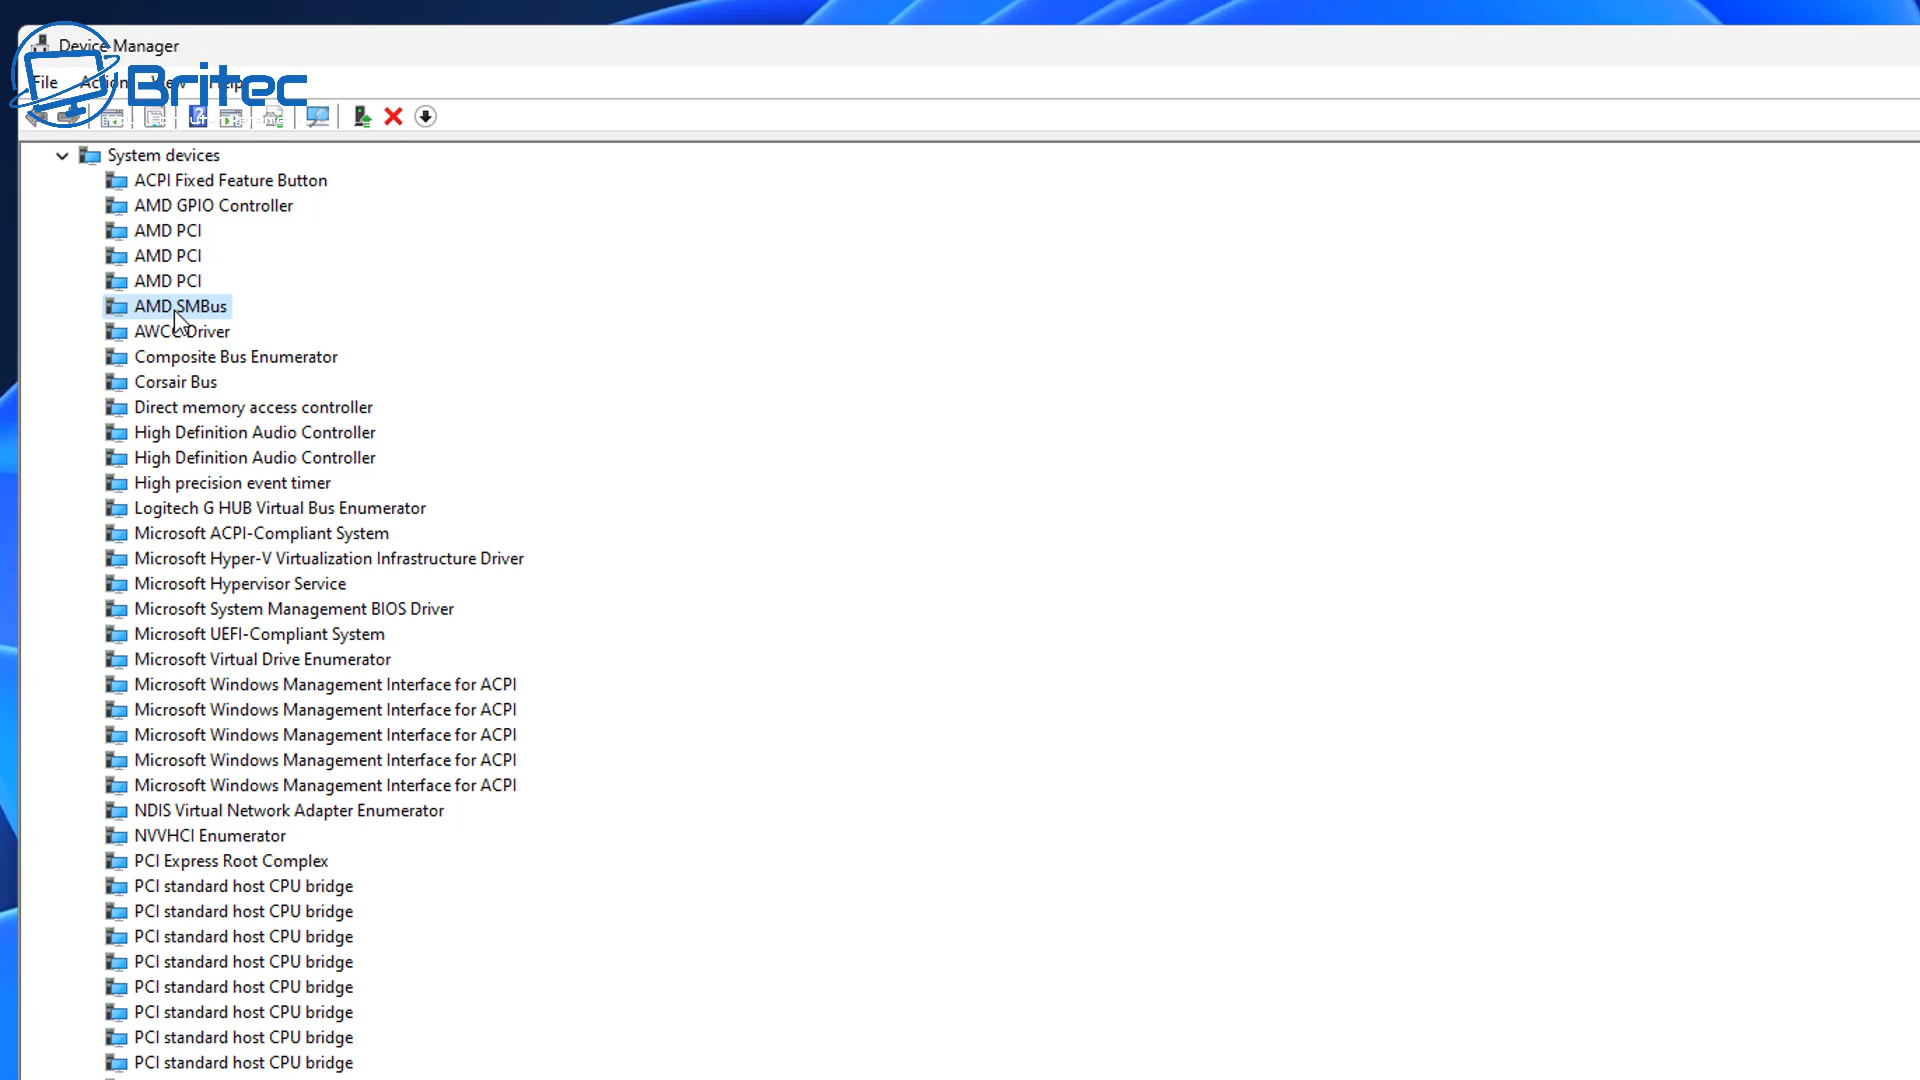 Device Manager
Britec
File Action View Help
System devices
ACPI Fixed Feature Button
AMD GPIO Controller
AMD PCI
AMD PCI
AMD PCI
AMD SMBus
AWCC Driver
Composite Bus Enumerator
Corsair Bus
Direct memory access controller
High Definition Audio Controller
High Definition Audio Controller
High precision event timer
Logitech G HUB Virtual Bus Enumerator
Microsoft ACPI-Compliant System
Microsoft Hyper-V Virtualization Infrastructure Driver
Microsoft Hypervisor Service
Microsoft System Management BIOS Driver
Microsoft UEFI-Compliant System
Microsoft Virtual Drive Enumerator
Microsoft Windows Management Interface for ACPI
Microsoft Windows Management Interface for ACPI
Microsoft Windows Management Interface for ACPI
Microsoft Windows Management Interface for ACPI
Microsoft Windows Management Interface for ACPI
NDIS Virtual Network Adapter Enumerator
NVVHCI Enumerator
PCI Express Root Complex
PCI standard host CPU bridge
PCI standard host CPU bridge
PCI standard host CPU bridge
PCI standard host CPU bridge
PCI standard host CPU bridge
PCI standard host CPU bridge
PCI standard host CPU bridge
PCI standard host CPU bridge